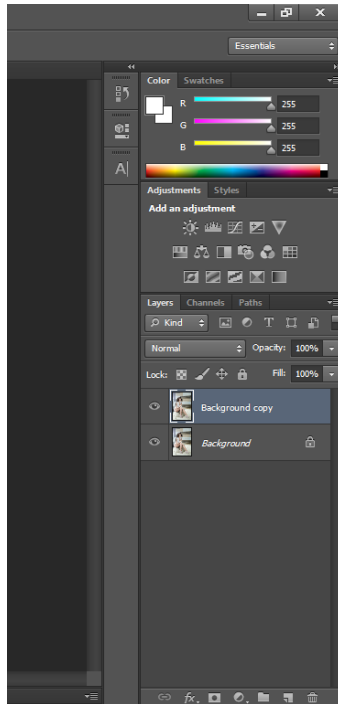 Essentials
Color Swatches
R 255
G 255
B 255
A
Adjustments Styles
Add an adjustment
Layers Channels Paths
Kind T
Normal Opacity: 100%
Lock: Fill: 100%
Background copy
Background
fx